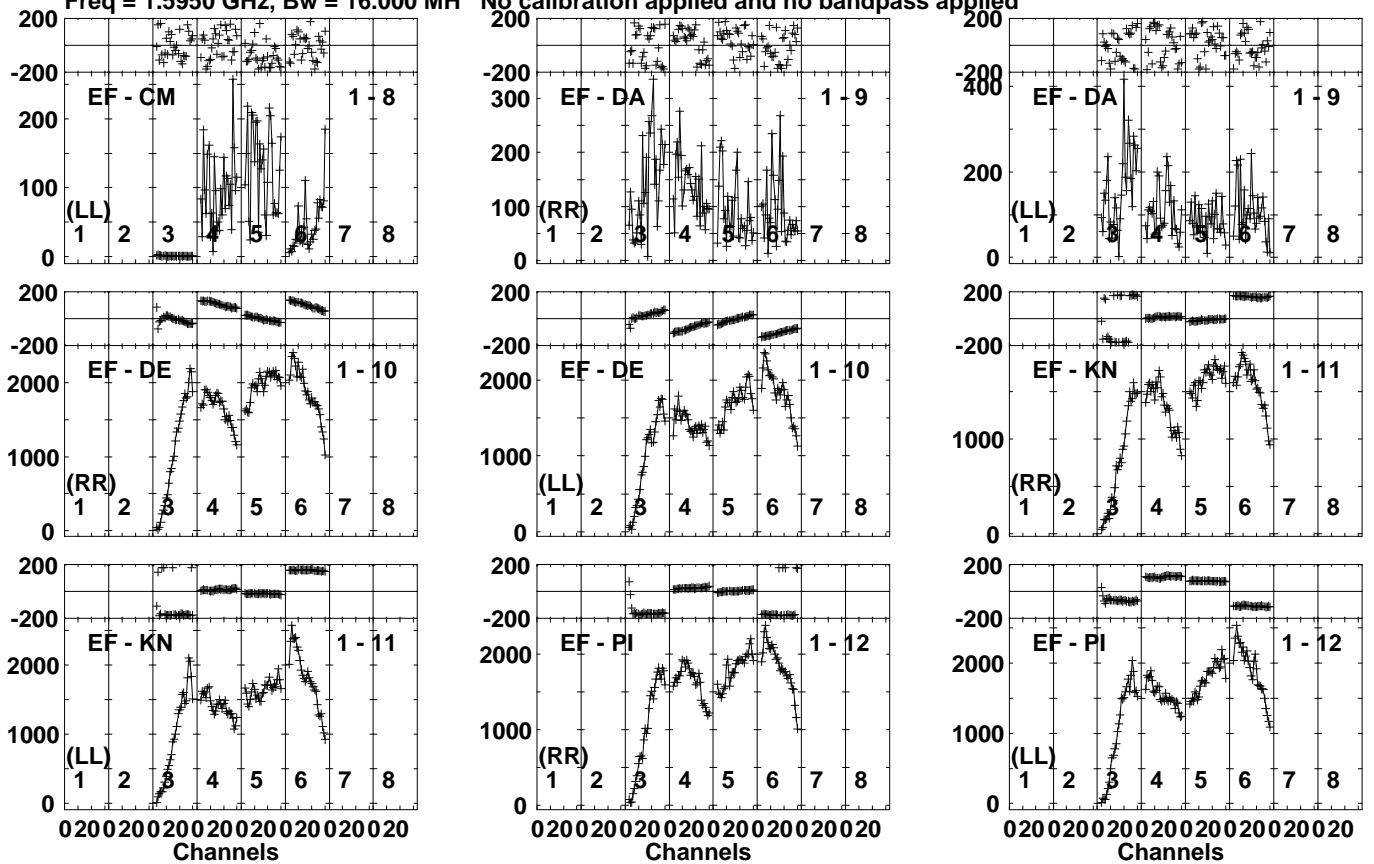 Freq = 1.5950 GHz, Bw = 16.000 MH No calibration applied and no bandpass applied
200
-200
EF - CM 1 - 8
200
100
0
(LL)
1 2 3 4 5 6 7 8
200
-200
EF - DA 1 - 9
300
200
100
0
(RR)
1 2 3 4 5 6 7 8
200
-200
EF - DA 1 - 9
400
200
0
(LL)
1 2 3 4 5 6 7 8
200
-200
EF - DE 1 - 10
2000
1000
0
(RR)
1 2 3 4 5 6 7 8
200
-200
EF - DE 1 - 10
2000
1000
0
(LL)
1 2 3 4 5 6 7 8
200
-200
EF - KN 1 - 11
1000
0
(RR)
1 2 3 4 5 6 7 8
200
-200
EF - KN 1 - 11
2000
1000
0
(LL)
1 2 3 4 5 6 7 8
020020020020020020020020
Channels
200
-200
EF - PI 1 - 12
2000
1000
0
(RR)
1 2 3 4 5 6 7 8
020020020020020020020020
Channels
200
-200
EF - PI 1 - 12
2000
1000
0
(LL)
1 2 3 4 5 6 7 8
020020020020020020020020
Channels